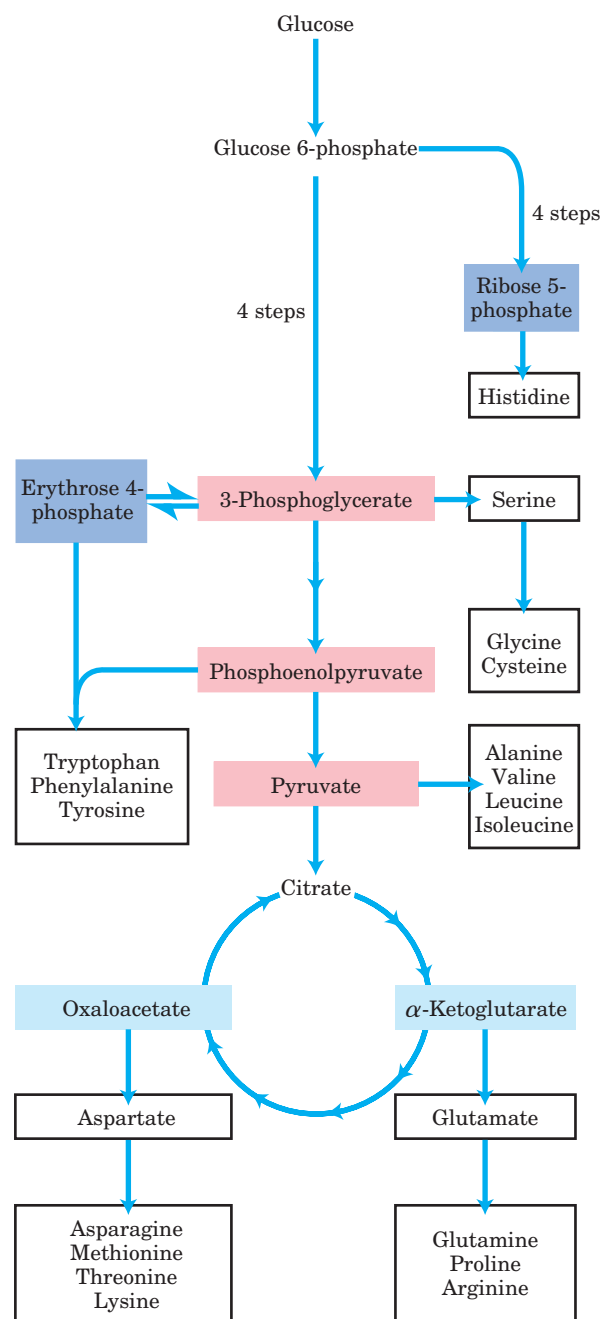 Glucose
Glucose 6-phosphate
4 steps
Ribose 5-
phosphate
4 steps
Histidine
Erythrose 4-
phosphate
3-Phosphoglycerate
Serine
Glycine
Cysteine
Phosphoenolpyruvate
Tryptophan
Phenylalanine
Tyrosine
Pyruvate
Alanine
Valine
Leucine
Isoleucine
Citrate
Oxaloacetate
α-Ketoglutarate
Aspartate
Glutamate
Asparagine
Methionine
Threonine
Lysine
Glutamine
Proline
Arginine